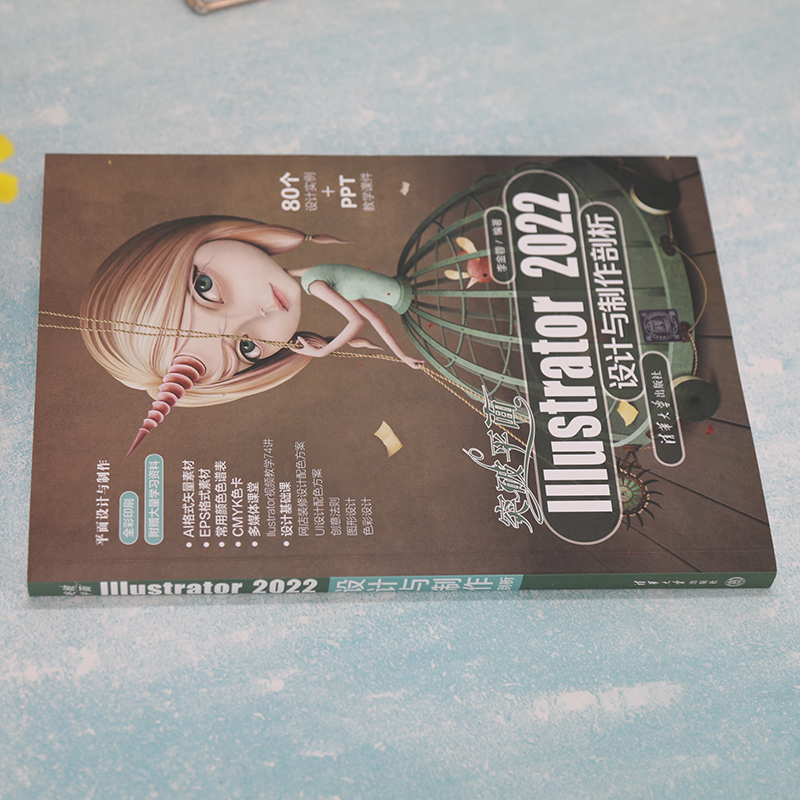 平面设计与制作
全彩印刷
附赠大量学习资料
• AI格式矢量素材
• EPS格式素材
• 常用颜色色谱表
• CMYK色卡
• 多媒体课堂
Ilustrator视频教学74讲
• 设计基础课
网店装修设计配色方案
UI设计配色方案
创意法则
图形设计
色彩设计
80个
设计实例
+
PPT
教学课件
突破平面
Illustrator 2022
设计与制作剖析
李金蓉 / 编著
清华大学出版社
突破平面
Illustrator 2022 设计与制作剖析
清华大学出版社